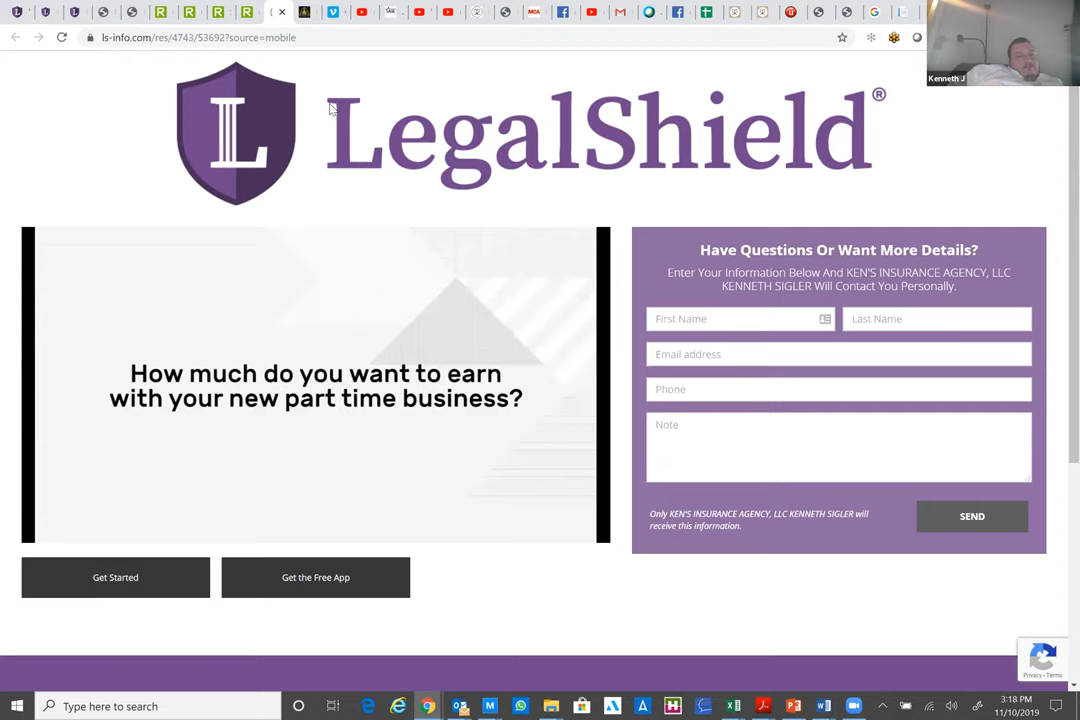 MCA
ls-info.com/res/4743/53692?source=mobile
Kenneth J
L
LegalShield®
How much do you want to earn
with your new part time business?
Get Started
Get the Free App
Have Questions Or Want More Details?
Enter Your Information Below And KEN'S INSURANCE AGENCY, LLC
KENNETH SIGLER Will Contact You Personally.
First Name
Last Name
Email address
Phone
Note
Only KEN'S INSURANCE AGENCY, LLC KENNETH SIGLER will
receive this information.
SEND
Privacy - Terms
Type here to search
3:18 PM
11/10/2019